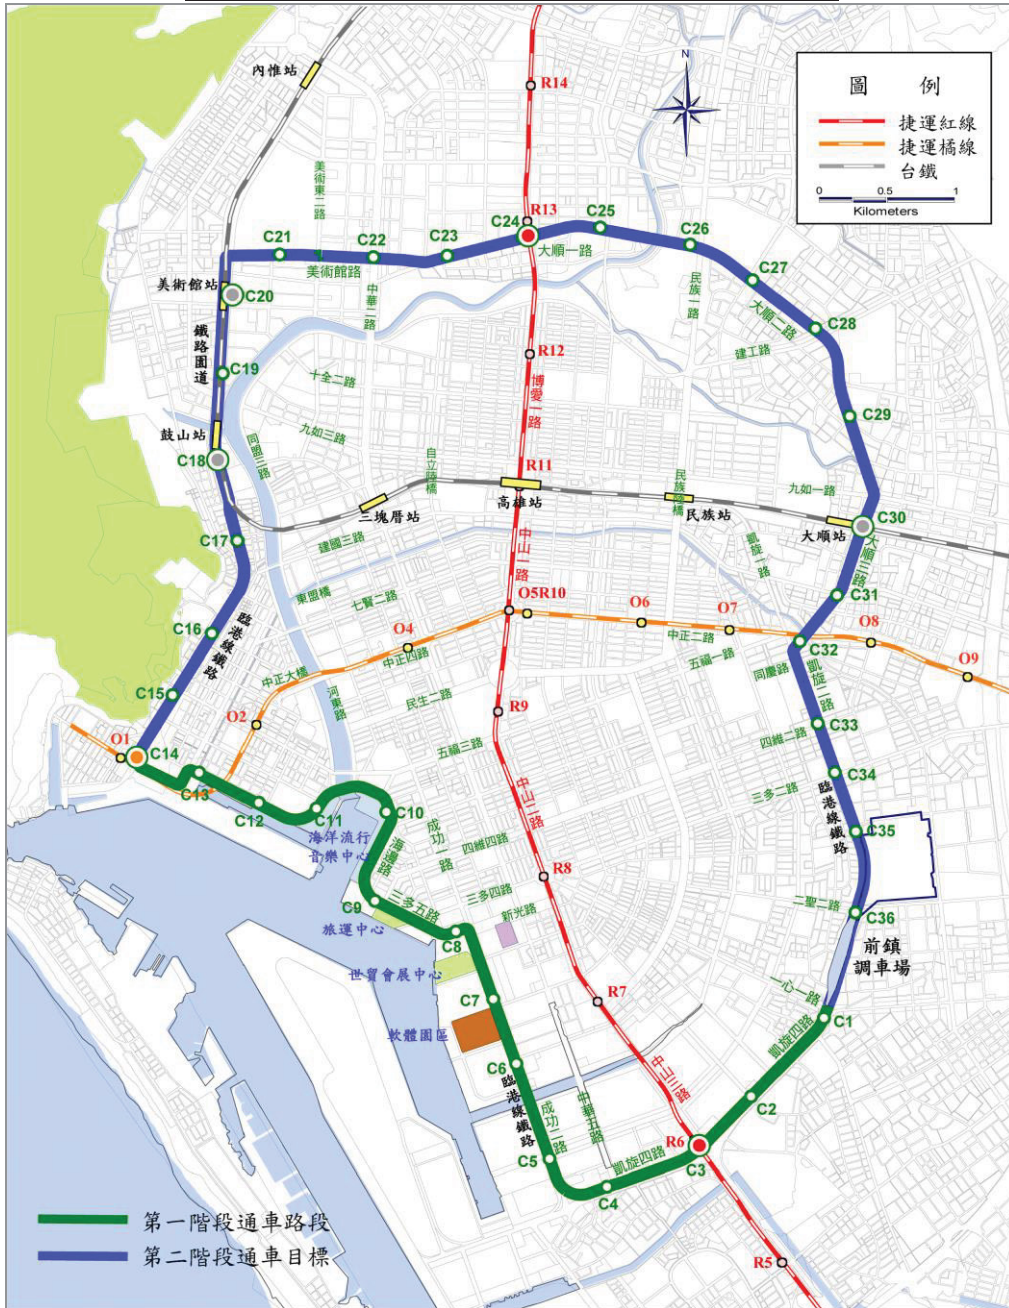 內惟站
R14
N
圖 例
捷運紅線
捷運橘線
台鐵
0 0.5 1
Kilometers
美術東二路
R13
C24
C25
C26
大順一路
C21
C22
C23
美術館路
美術館站
C20
中華二路
民族一路
C27
大順二路
C28
建工路
鐵路園道
C19
R12
十全二路
博愛一路
C29
九如三路
鼓山站
C18
同盟三路
自立陸橋
R11
高雄站
三塊厝站
民族陸橋
民族站
九如一路
C30
大順站
大順三路
C17
建國三路
中山一路
凱旋一路
東盟橋
七賢二路
C31
O5R10
O6
O7
O8
C16
臨港線鐵路
O4
中正四路
中正二路
C32
五福一路
同慶路
凱旋二路
O9
中正大橋
C15
河東路
民生二路
R9
O2
五福三路
C33
四維二路
O1
C14
C13
C12
C11
C10
中山二路
C34
三多二路
臨港線鐵路
海洋流行
音樂中心
海邊路
成功一路
四維四路
C35
R8
C9
三多五路
三多四路
新光路
二聖二路
C36
旅運中心
C8
前鎮
調車場
世貿會展中心
C7
R7
一心一路
C1
軟體園區
凱旋四路
C6
臨港線鐵路
成功二路
中華五路
中山三路
C2
C5
R6
凱旋四路
C3
C4
第一階段通車路段
第二階段通車目標
R5